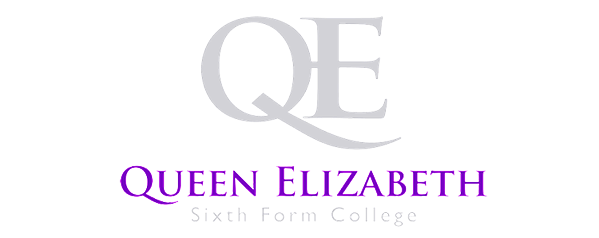 QE
QUEEN ELIZABETH
Sixth Form College